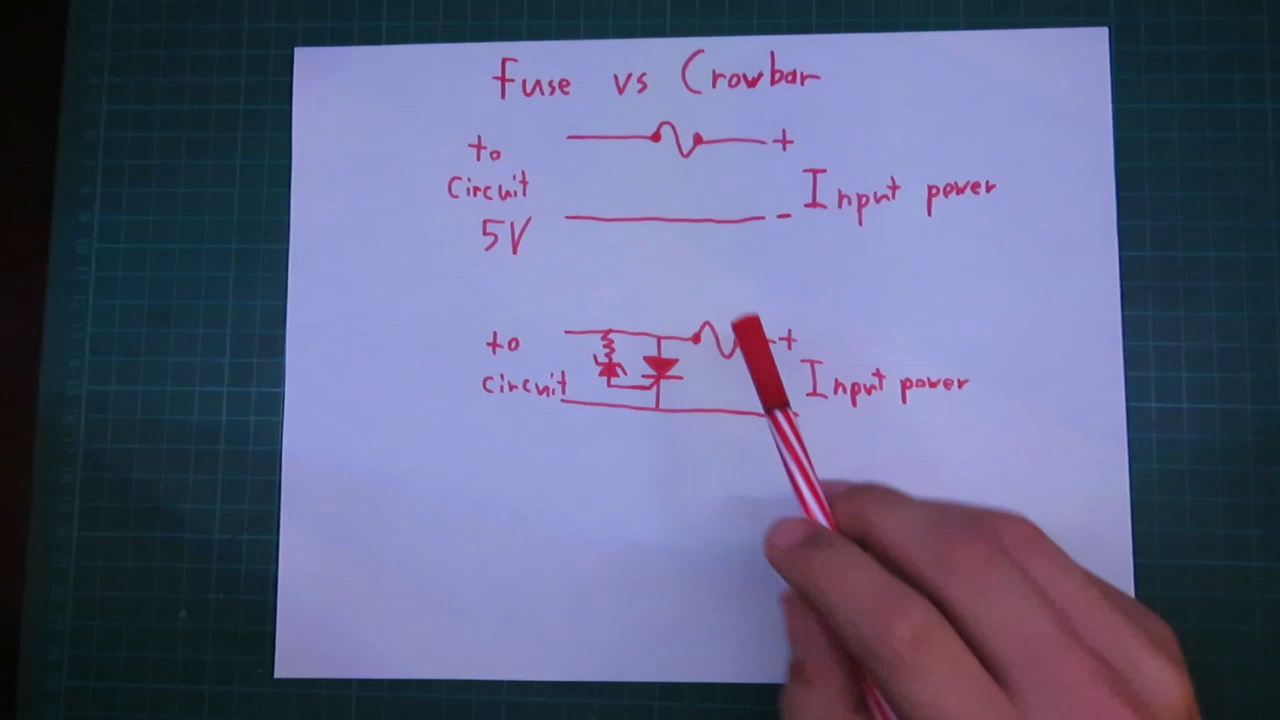 Fuse vs Crowbar
to
circuit
5V
+
-
Input power
to
circuit
+
Input power